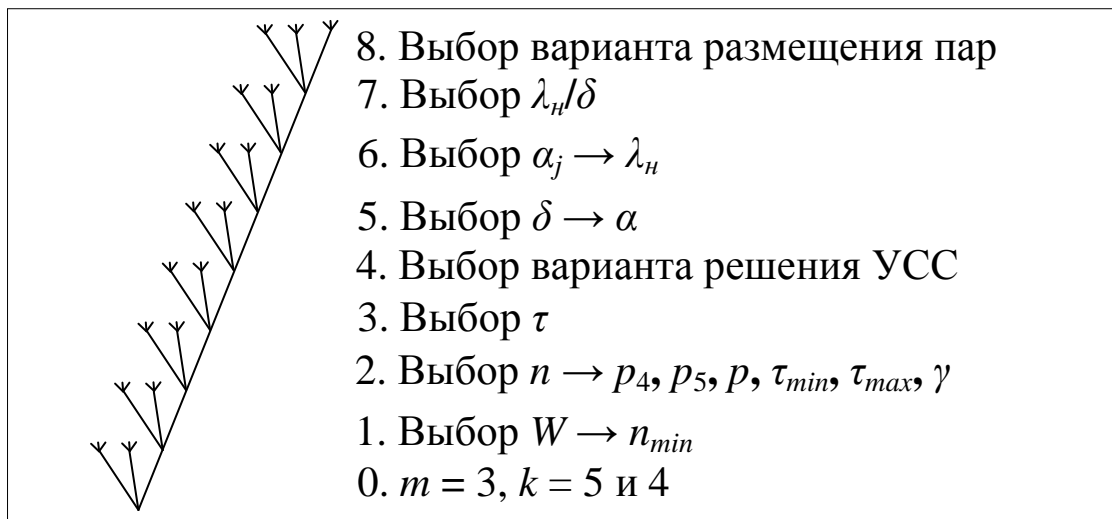 8. Выбор варианта размещения пар
7. Выбор λн/δ
6. Выбор αj → λн
5. Выбор δ → α
4. Выбор варианта решения УСС
3. Выбор τ
2. Выбор n → p4, p5, p, τmin, τmax, γ
1. Выбор W → nmin
0. m = 3, k = 5 и 4